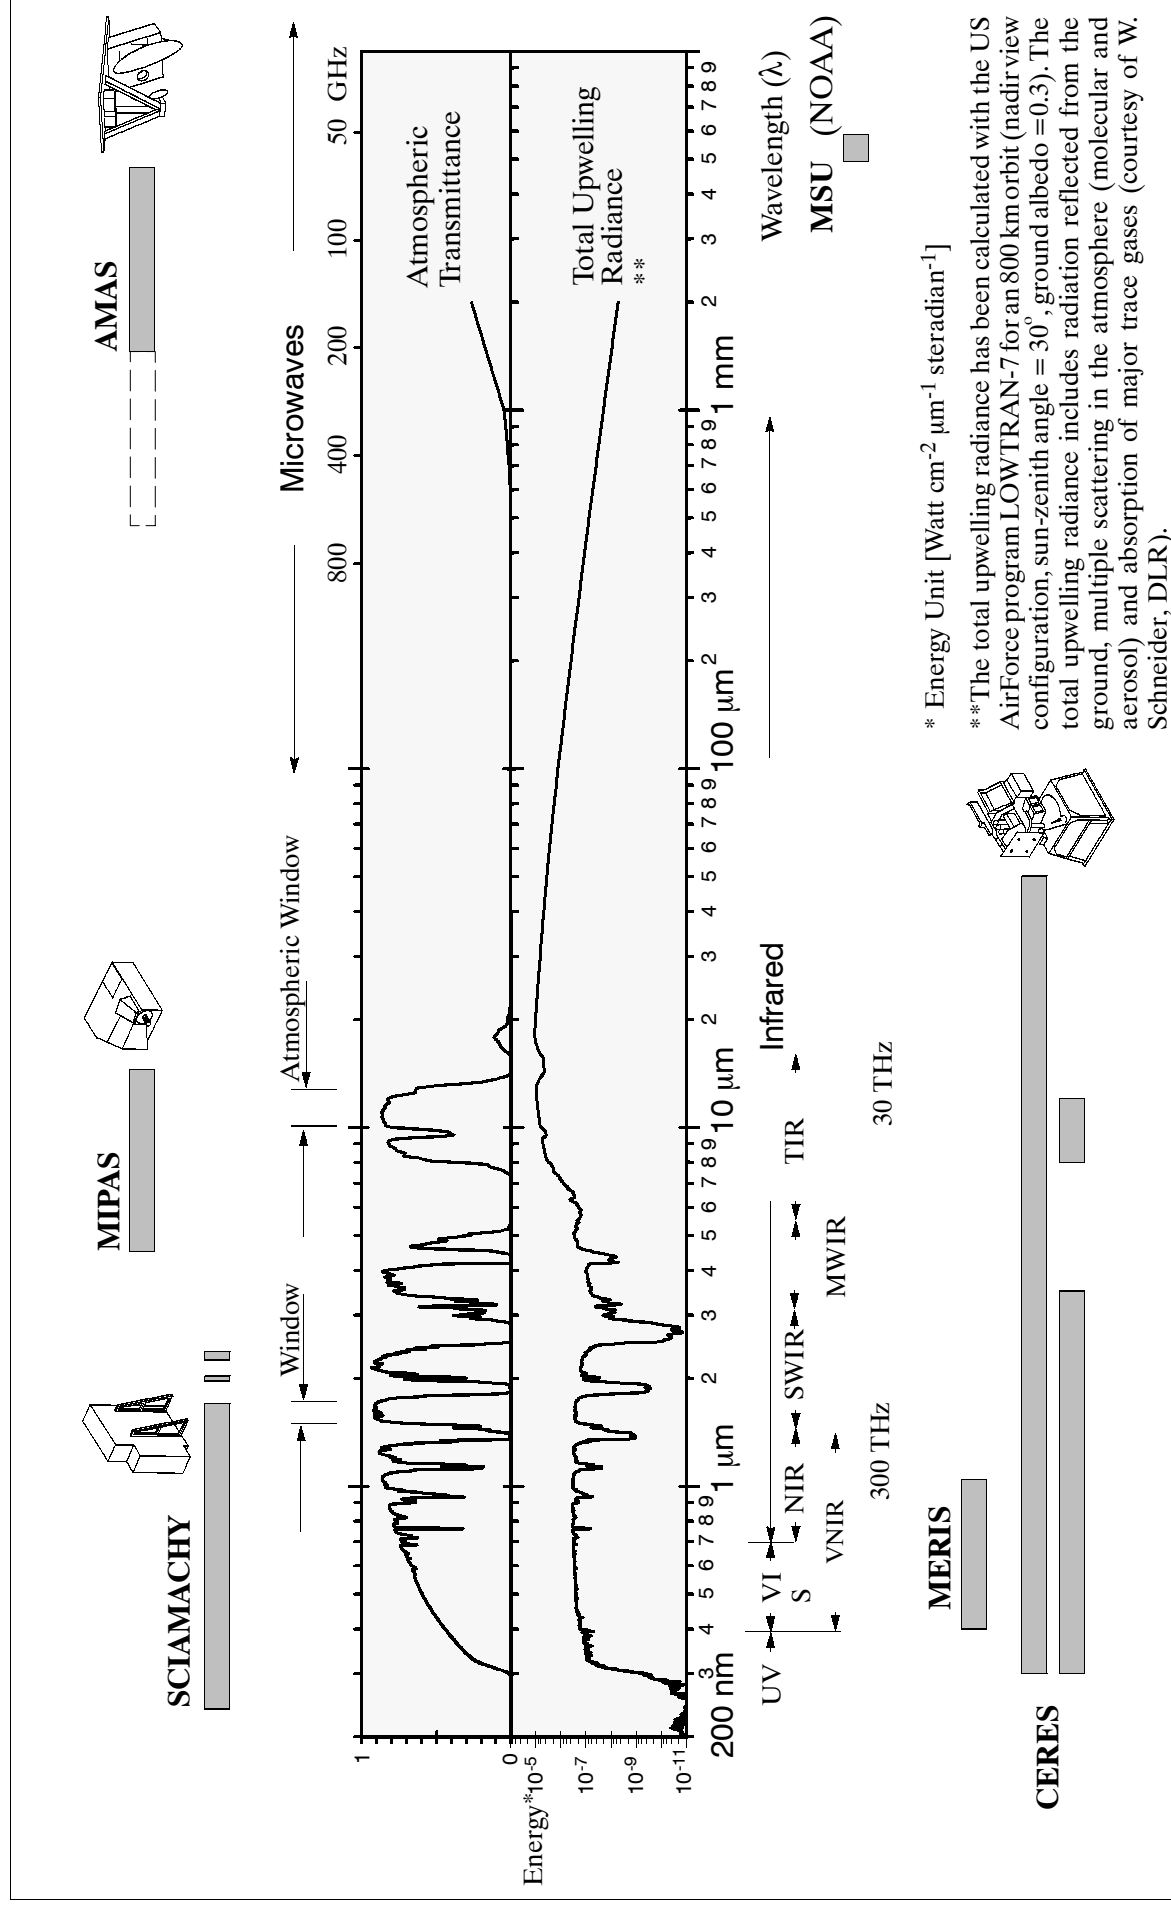 AMAS
MIPAS
SCIAMACHY
Microwaves
Atmospheric Window
Window
800 400 200 100 50 GHz
1
0
Atmospheric
Transmittance
Total Upwelling
Radiance
**
Energy*
10-5
10-7
10-9
10-11
200 nm 3 4 5 6 7 8 9 1 µm 2 3 4 5 6 7 8 9 10 µm 2 3 4 5 6 7 8 9 100 µm 2 3 4 5 6 7 8 9 1 mm 2 3 4 5 6 7 8 9
Wavelength (λ)
UV
VI
S
Infrared
NIR SWIR TIR
VNIR MWIR
300 THz 30 THz
MSU (NOAA)
MERIS
CERES
* Energy Unit [Watt cm-2 µm-1 steradian-1]
**The total upwelling radiance has been calculated with the US
AirForce program LOWTRAN-7 for an 800 km orbit (nadir view
configuration, sun-zenith angle = 30°, ground albedo =0.3). The
total upwelling radiance includes radiation reflected from the
ground, multiple scattering in the atmosphere (molecular and
aerosol) and absorption of major trace gases (courtesy of W.
Schneider, DLR).